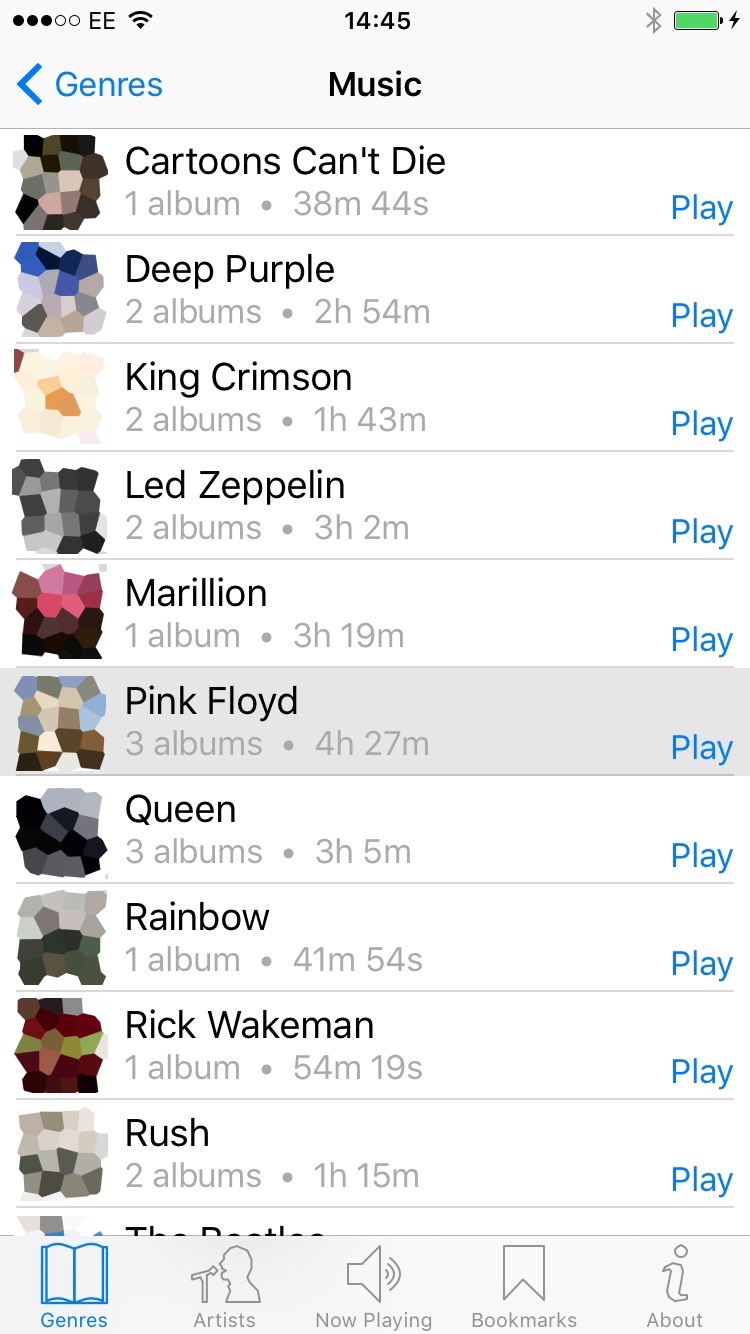 EE 14:45
Genres Music
Cartoons Can't Die
1 album • 38m 44s Play
Deep Purple
2 albums • 2h 54m Play
King Crimson
2 albums • 1h 43m Play
Led Zeppelin
2 albums • 3h 2m Play
Marillion
1 album • 3h 19m Play
Pink Floyd
3 albums • 4h 27m Play
Queen
3 albums • 3h 5m Play
Rainbow
1 album • 41m 54s Play
Rick Wakeman
1 album • 54m 19s Play
Rush
2 albums • 1h 15m Play
The Beatles
Genres Artists Now Playing Bookmarks About